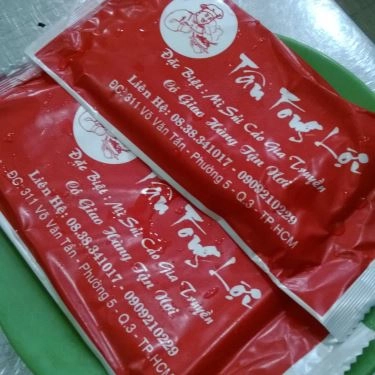 Tân Tòng Lợi
Đặc Biệt: Mì Sủi Cảo Gia Truyền
Có Giao Hàng Tận Nơi
Liên Hệ: 08.38.341017 - 0909210229
ĐC: 311 Võ Văn Tần - Phường 5 - Q.3 - TP.HCM
Tân Tòng Lợi
Đặc Biệt: Mì Sủi Cảo Gia Truyền
Có Giao Hàng Tận Nơi
Liên Hệ: 08.38.341017 - 0909210229
ĐC: 311 Võ Văn Tần - Phường 5 - Q.3 - TP.HCM